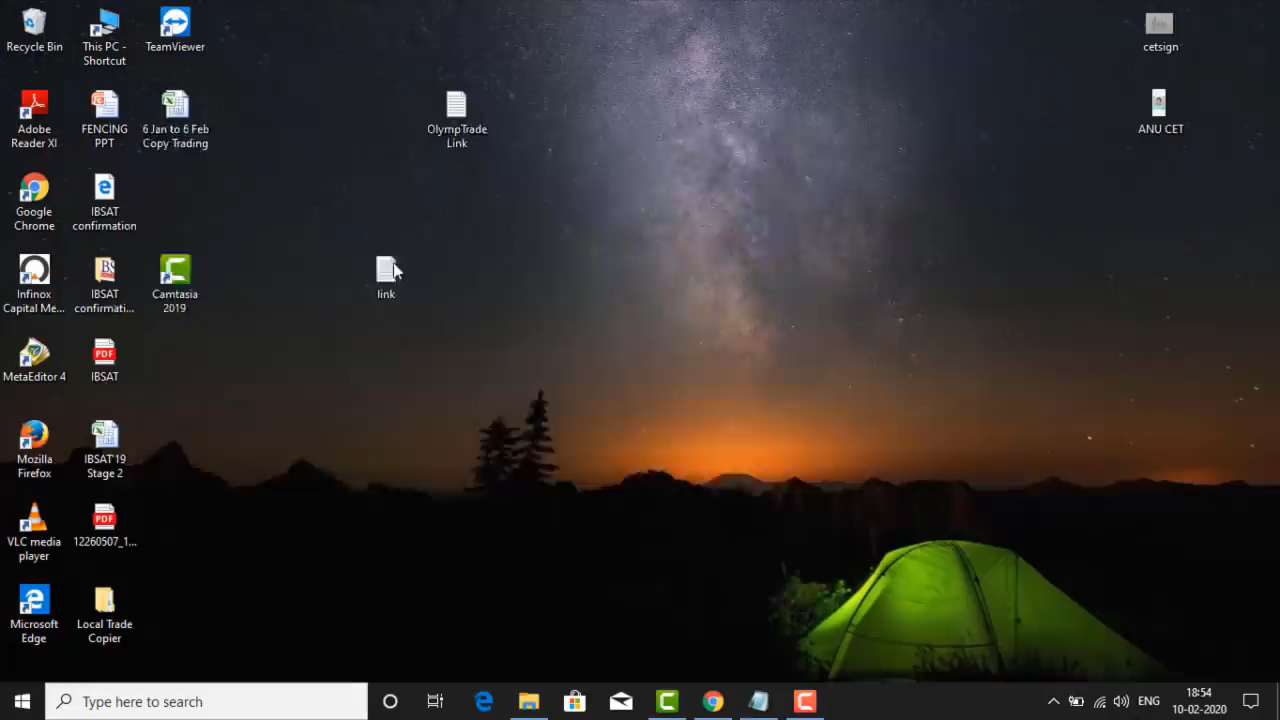 Recycle Bin
This PC -
Shortcut
TeamViewer
cetsign
Adobe
Reader XI
FENCING
PPT
6 Jan to 6 Feb
Copy Trading
OlympTrade
Link
ANU CET
Google
Chrome
IBSAT
confirmation
Infinox
Capital Me...
IBSAT
confirmati...
Camtasia
2019
link
MetaEditor 4
IBSAT
Mozilla
Firefox
IBSAT'19
Stage 2
VLC media
player
12260507_1...
Microsoft
Edge
Local Trade
Copier
Type here to search
ENG
18:54
10-02-2020